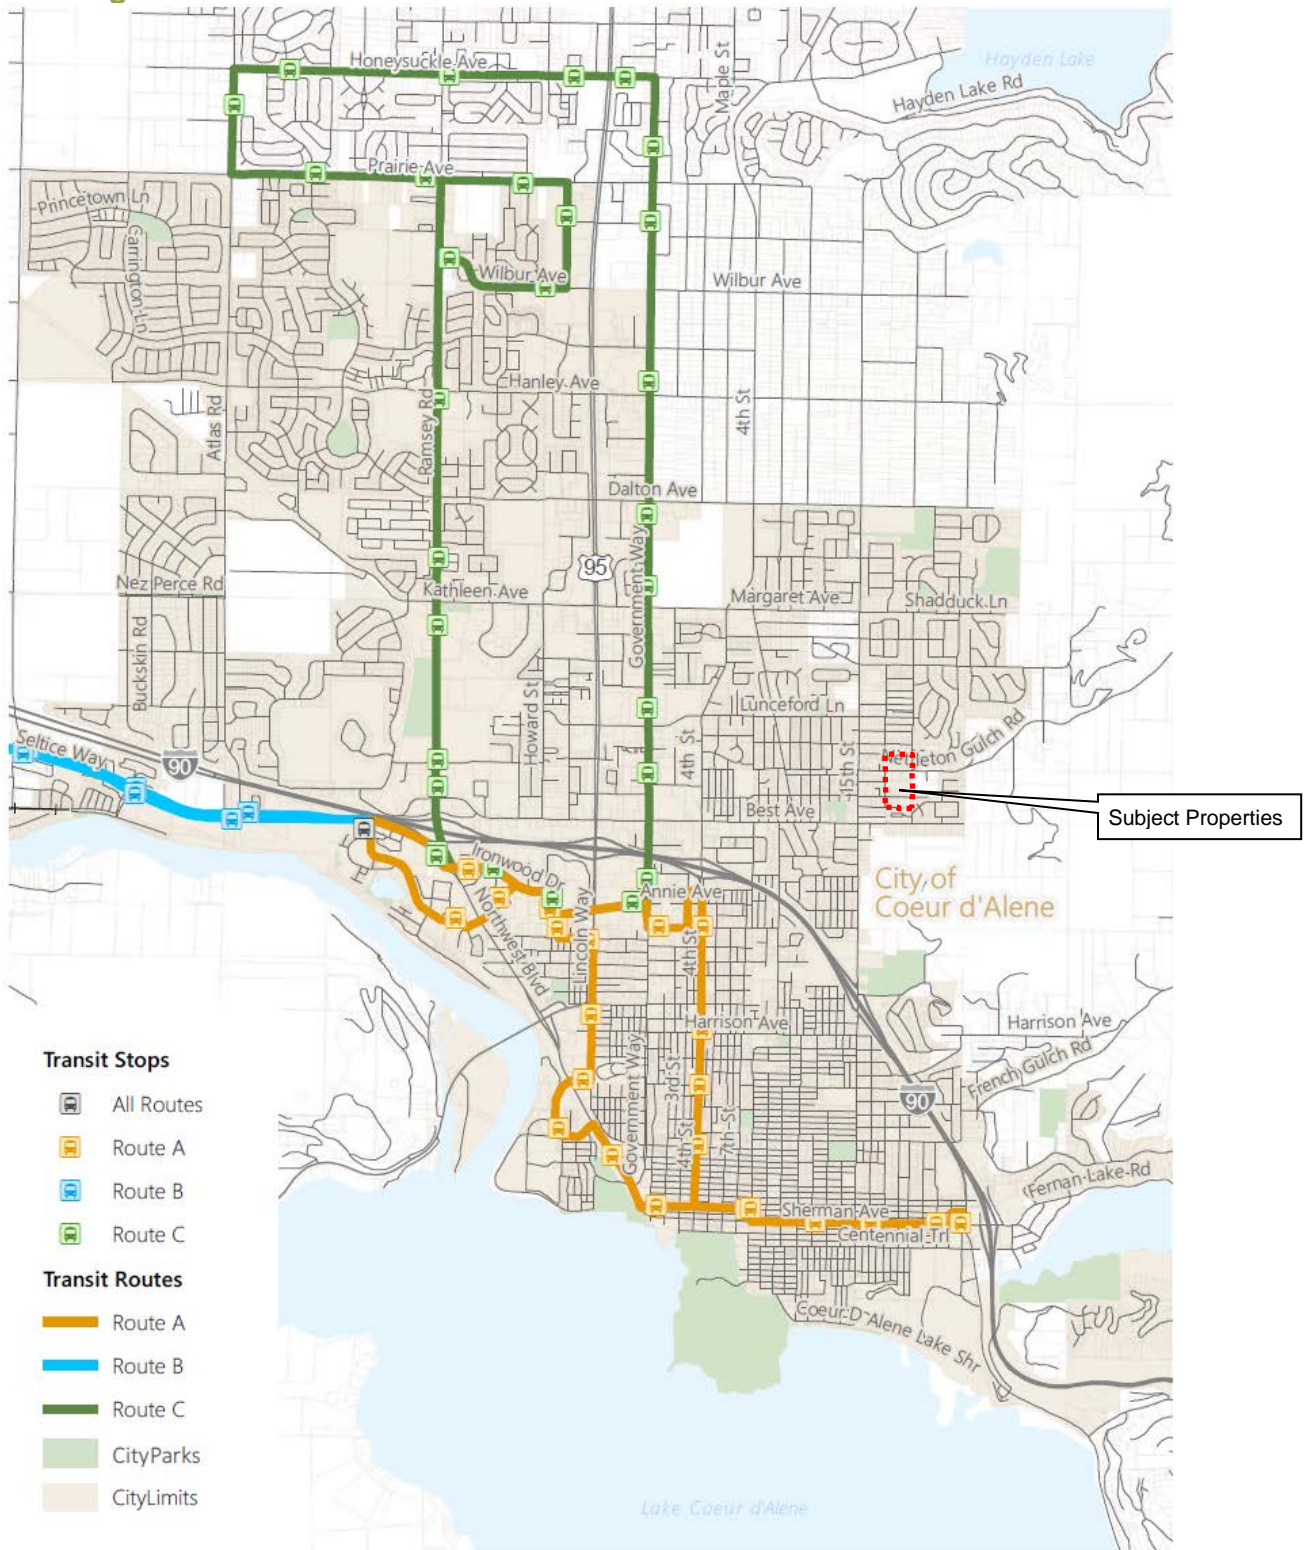 Honeysuckle Ave
Maple St
Hayden Lake
Hayden Lake Rd
Prairie Ave
Princetown Ln
Carrington Ln
Wilbur Ave
Wilbur Ave
Hanley Ave
Atlas Rd
Ramsey Rd
4th St
Dalton Ave
95
Government Way
Nez Perce Rd
Kathleen Ave
Margaret Ave
Shadduck Ln
Buckskin Rd
Howard St
Lunceford Ln
4th St
15th St
Nettleton Gulch Rd
Seltice Way
90
Best Ave
Subject Properties
Ironwood Dr
Annie Ave
City of
Coeur d'Alene
Northwest Blvd
Lincoln Way
4th St
Harrison Ave
Harrison Ave
French Gulch Rd
Government Way
3rd St
90
4th St
7th St
Fernan Lake Rd
Sherman Ave
Centennial Trl
Coeur D Alene Lake Shr
Lake Coeur d'Alene
Transit Stops
All Routes
Route A
Route B
Route C
Transit Routes
Route A
Route B
Route C
CityParks
CityLimits